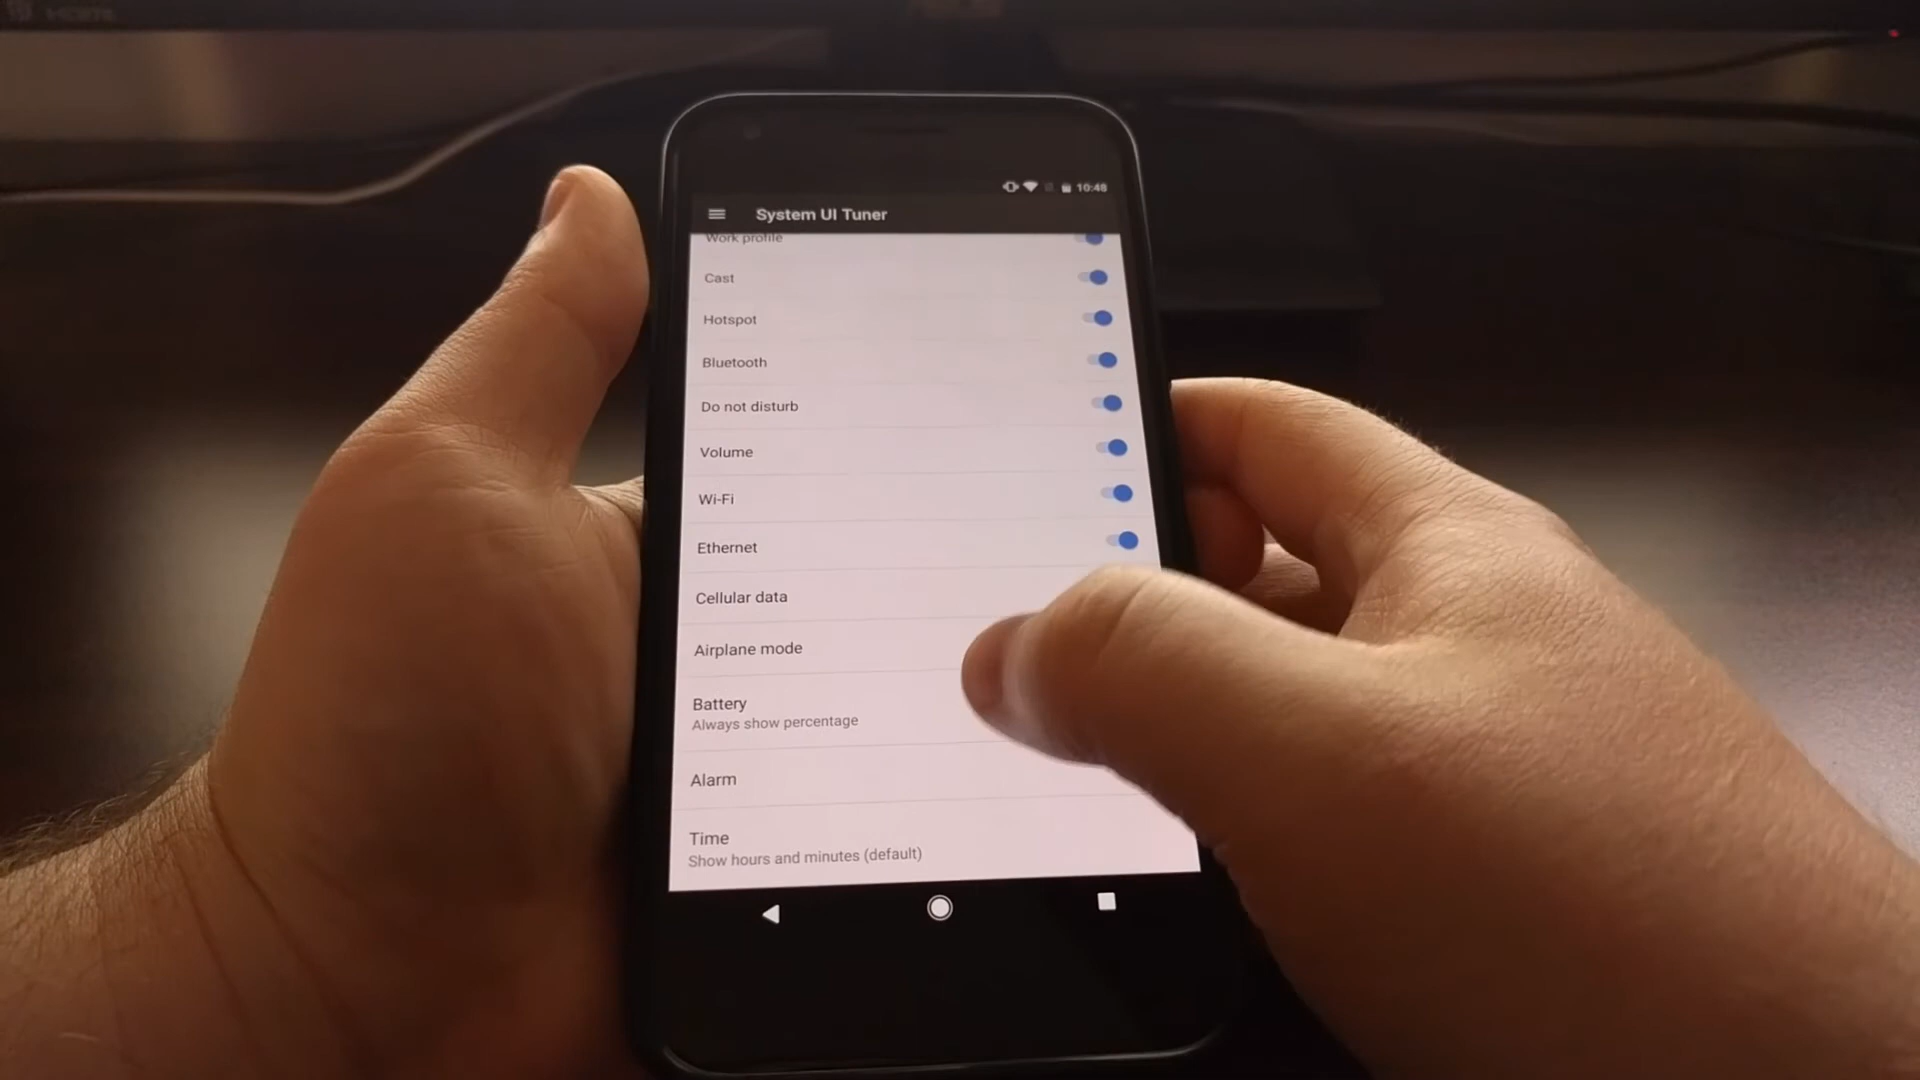 10:48
System UI Tuner
Work profile
Cast
Hotspot
Bluetooth
Do not disturb
Volume
Wi-Fi
Ethernet
Cellular data
Airplane mode
Battery
Always show percentage
Alarm
Time
Show hours and minutes (default)